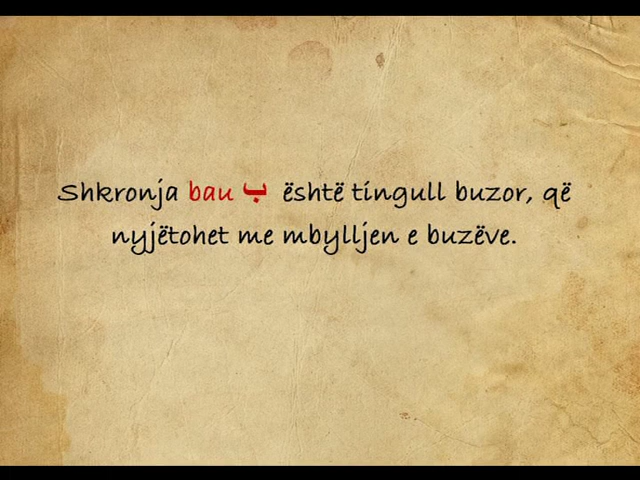 Shkronja bau ب është tingull buzor, që
nyjëtohet me mbylljen e buzëve.